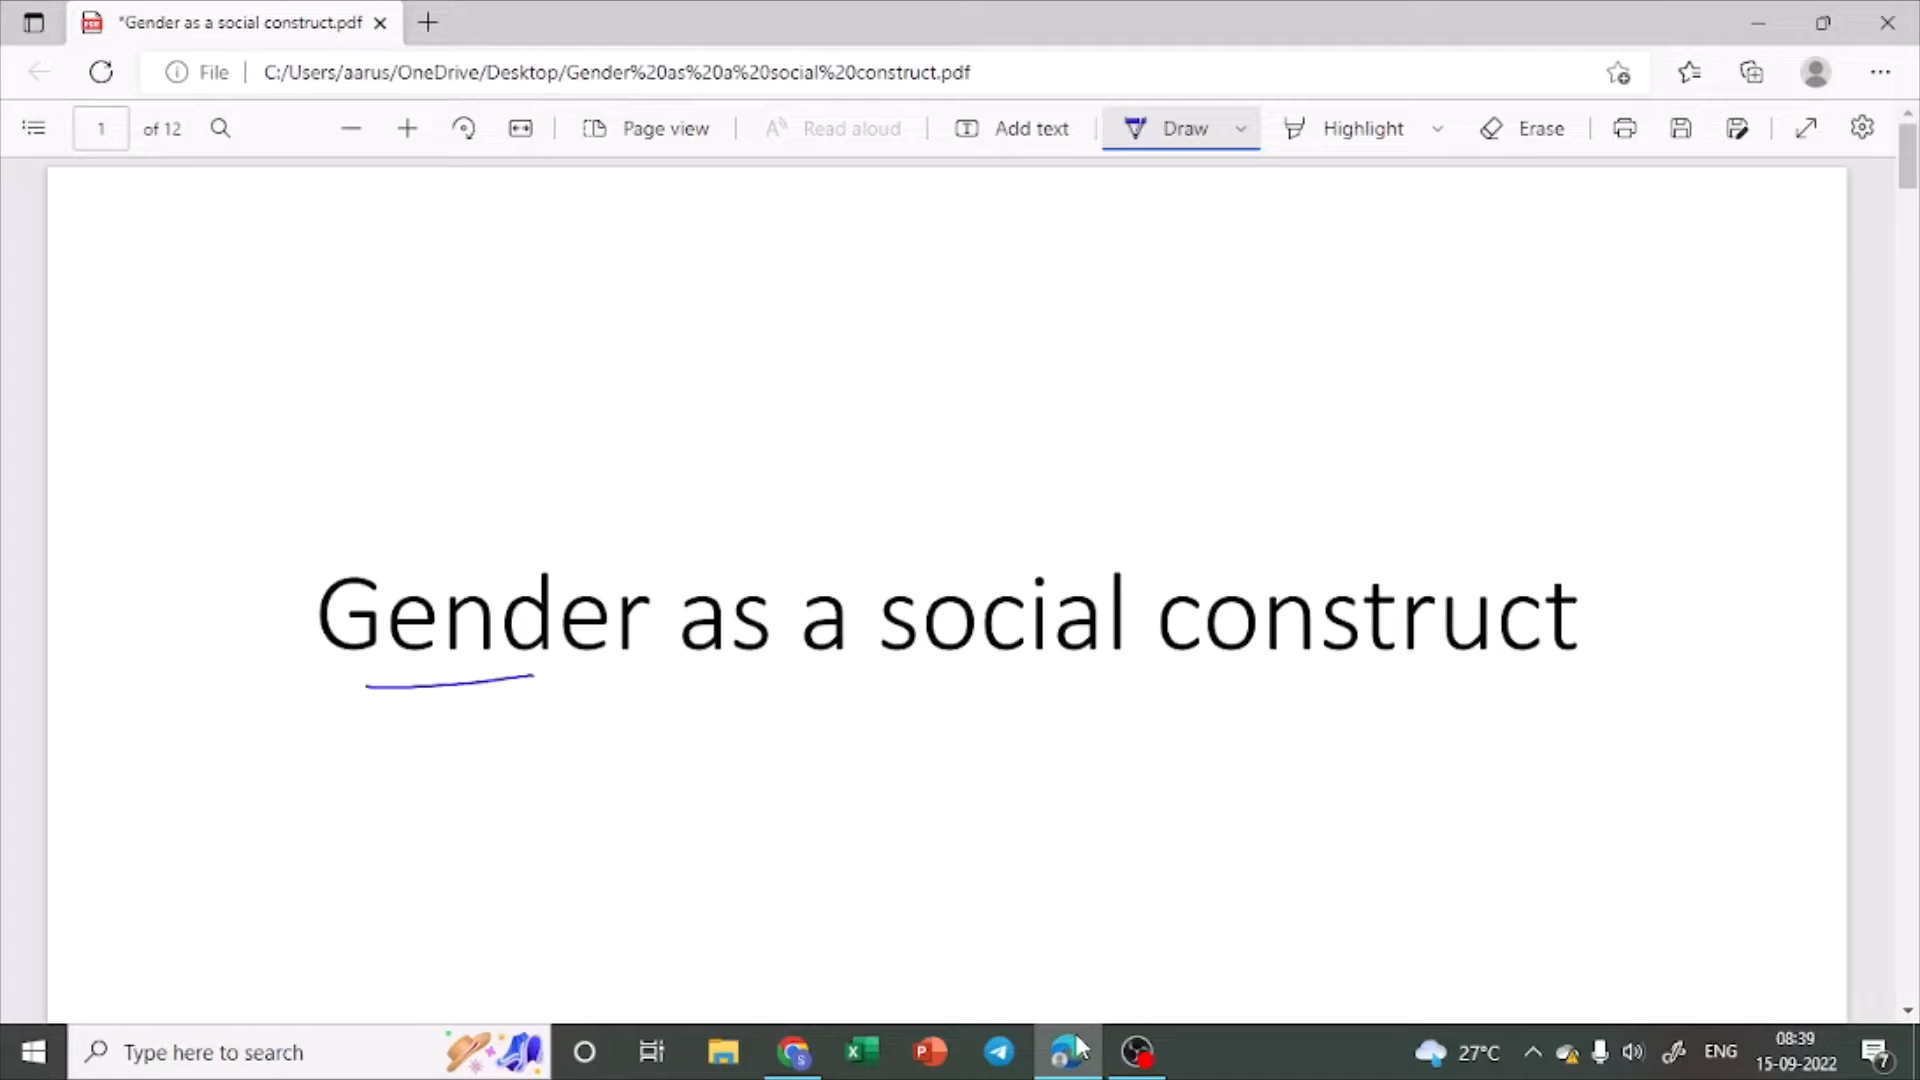 *Gender as a social construct.pdf
File
C:/Users/aarus/OneDrive/Desktop/Gender%20as%20a%20social%20construct.pdf
1 of 12
Page view
Read aloud
Add text
Draw
Highlight
Erase
Gender as a social construct
Type here to search
27°C
ENG
08:39
15-09-2022
7